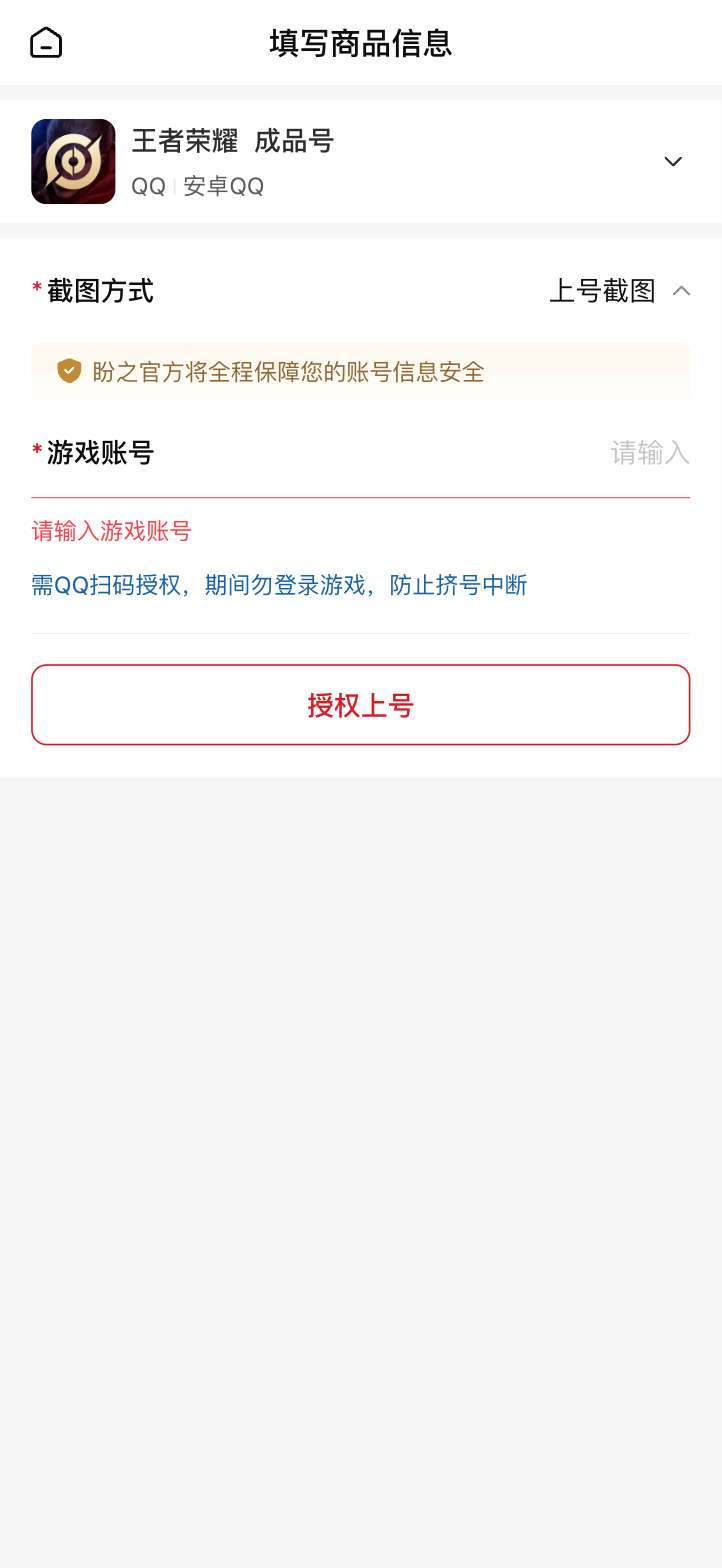 填写商品信息
王者荣耀 成品号
QQ 安卓QQ
*截图方式 上号截图
盼之官方将全程保障您的账号信息安全
*游戏账号 请输入
请输入游戏账号
需QQ扫码授权，期间勿登录游戏，防止挤号中断
授权上号